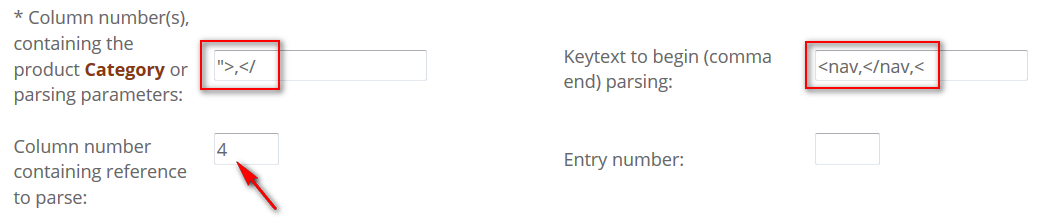 * Column number(s),
containing the
product Category or
parsing parameters:
">,</
Keytext to begin (comma
end) parsing:
<nav,</nav,<
Column number
containing reference
to parse:
4
Entry number: